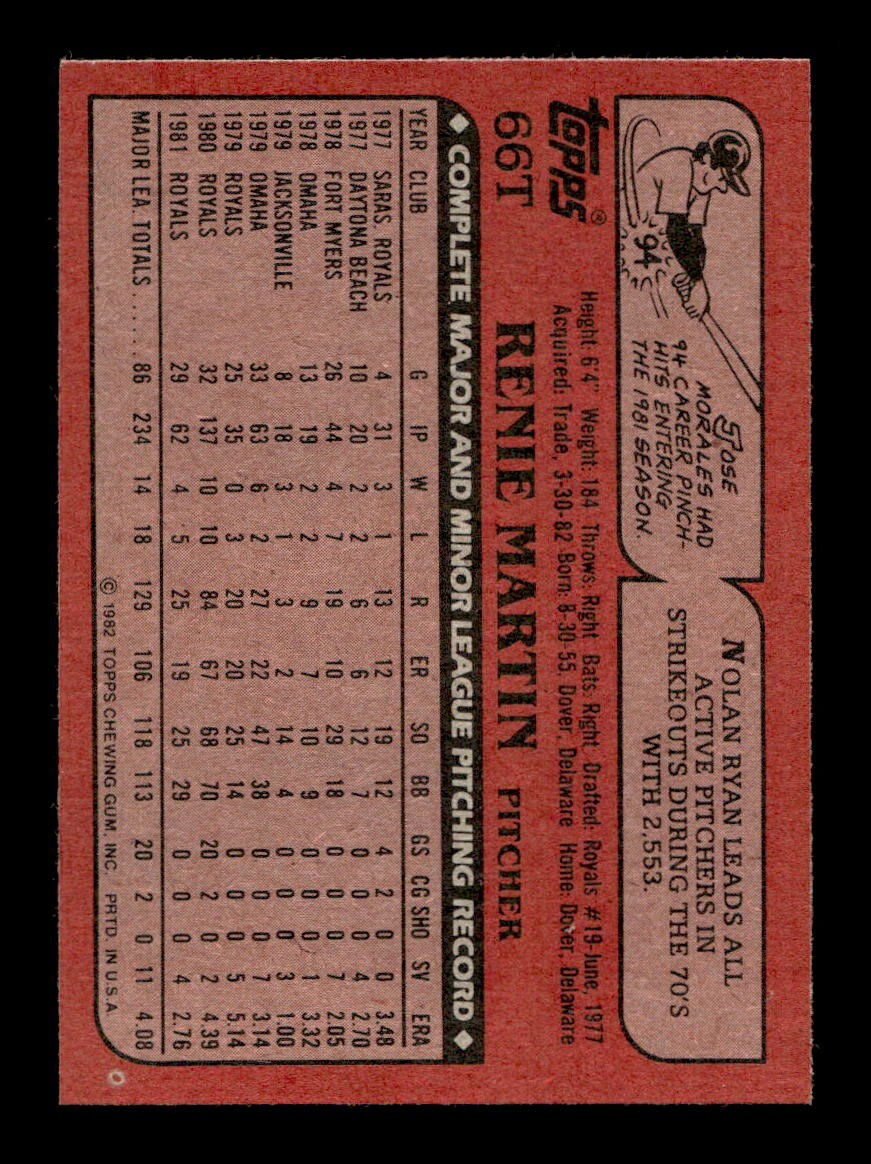 94
Jose
MORALES HAD
94 CAREER PINCH-
HITS ENTERING
THE 1981 SEASON.
NOLAN RYAN LEADS ALL
ACTIVE PITCHERS IN
STRIKEOUTS DURING THE 70'S
WITH 2,553.
TOPPS®
Height: 6'4" Weight: 184 Throws: Right Bats: Right Drafted: Royals #19-June, 1977
Acquired: Trade, 3-30-82 Born: 8-30-55, Dover, Delaware Home: Dover, Delaware
66T RENIE MARTIN PITCHER
◆ COMPLETE MAJOR AND MINOR LEAGUE PITCHING RECORD ◆
YEAR CLUB G IP W L R ER SO BB GS CG SHO SV ERA
1977 SARAS. ROYALS 4 31 3 1 13 12 19 12 4 2 0 0 3.48
1977 DAYTONA BEACH 10 20 2 2 6 6 12 7 0 0 0 4 2.70
1978 FORT MYERS 26 44 4 7 19 10 29 18 0 0 0 7 2.05
1978 OMAHA 13 19 2 2 9 7 10 9 0 0 0 1 3.32
1979 JACKSONVILLE 8 18 3 1 3 2 14 4 0 0 0 3 1.00
1979 OMAHA 33 63 6 2 27 22 47 38 0 0 0 7 3.14
1979 ROYALS 25 35 0 3 20 20 25 14 0 0 0 5 5.14
1980 ROYALS 32 137 10 10 84 67 68 70 20 2 0 2 4.39
1981 ROYALS 29 62 4 5 25 19 25 29 0 0 0 4 2.76
MAJOR LEA. TOTALS...... 86 234 14 18 129 106 118 113 20 2 0 11 4.08
© 1982 TOPPS CHEWING GUM, INC. PRTD. IN U.S.A.